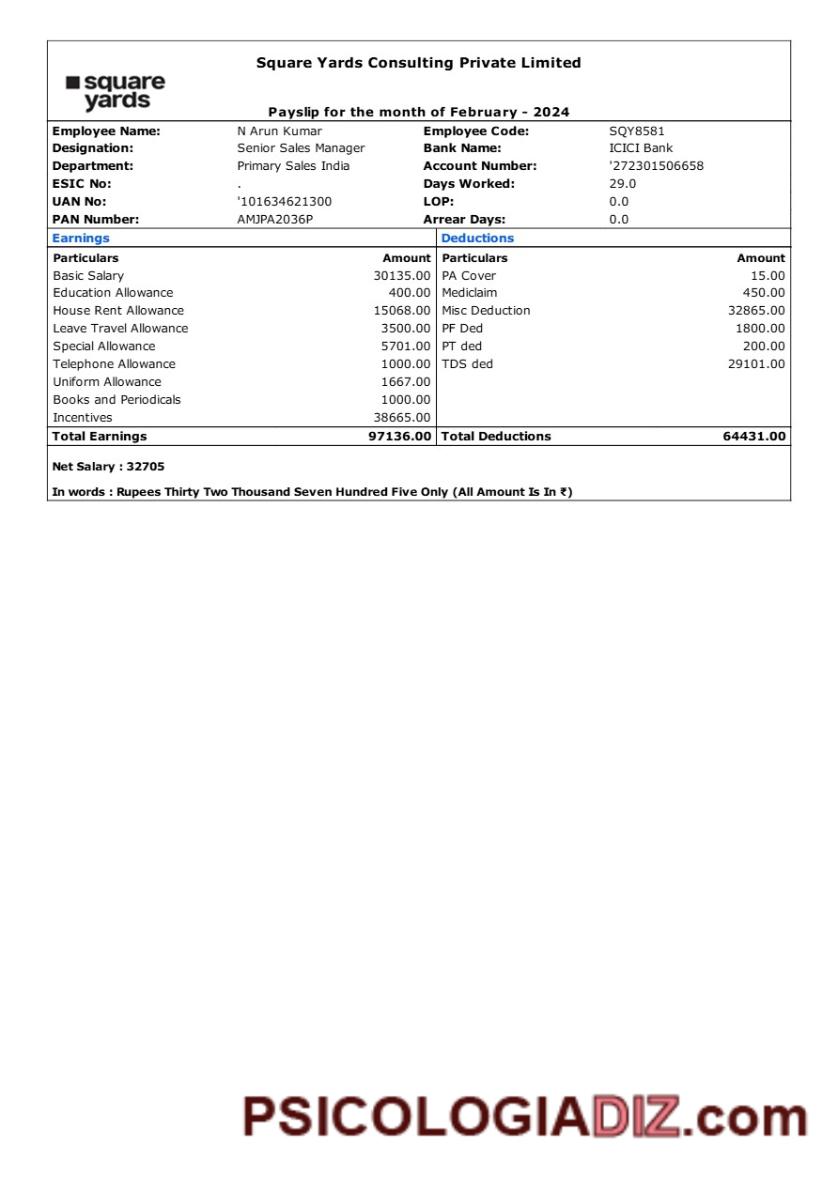 Square Yards Consulting Private Limited
square
yards
Payslip for the month of February - 2024
Employee Name: N Arun Kumar Employee Code: SQY8581
Designation: Senior Sales Manager Bank Name: ICICI Bank
Department: Primary Sales India Account Number: '272301506658
ESIC No: . Days Worked: 29.0
UAN No: '101634621300 LOP: 0.0
PAN Number: AMJPA2036P Arrear Days: 0.0
Earnings Deductions
Particulars Amount Particulars Amount
Basic Salary 30135.00 PA Cover 15.00
Education Allowance 400.00 Mediclaim 450.00
House Rent Allowance 15068.00 Misc Deduction 32865.00
Leave Travel Allowance 3500.00 PF Ded 1800.00
Special Allowance 5701.00 PT ded 200.00
Telephone Allowance 1000.00 TDS ded 29101.00
Uniform Allowance 1667.00
Books and Periodicals 1000.00
Incentives 38665.00
Total Earnings 97136.00 Total Deductions 64431.00
Net Salary : 32705
In words : Rupees Thirty Two Thousand Seven Hundred Five Only (All Amount Is In ₹)
PSICOLOGIADIZ.com